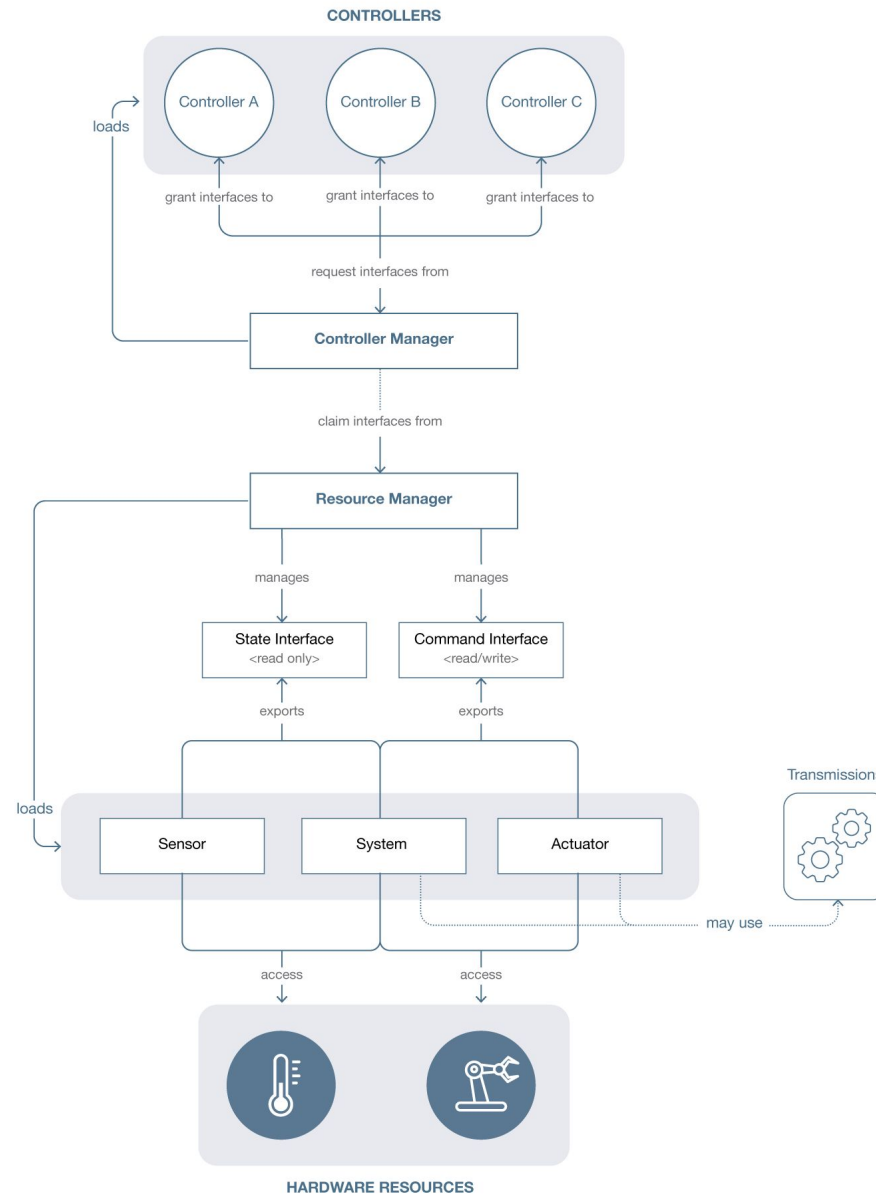 CONTROLLERS
Controller A
Controller B
Controller C
loads
grant interfaces to
grant interfaces to
grant interfaces to
request interfaces from
Controller Manager
claim interfaces from
Resource Manager
manages
manages
State Interface
<read only>
Command Interface
<read/write>
exports
exports
Transmission
loads
Sensor
System
Actuator
may use
access
access
HARDWARE RESOURCES